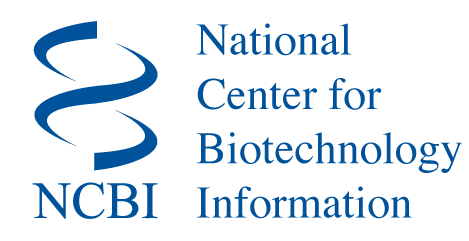 National
Center for
Biotechnology
Information
NCBI